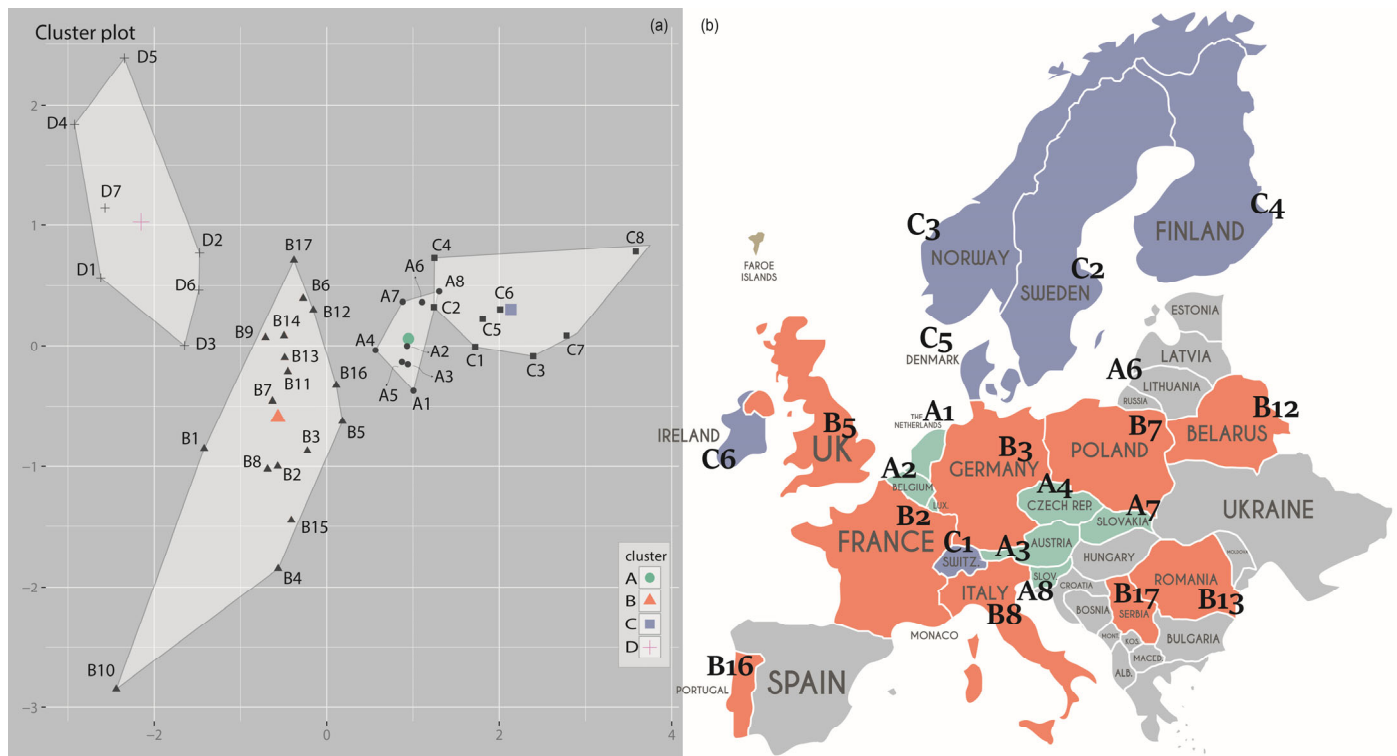 Cluster plot
(a)
D5
2
D4
D7
1
D2
D1
D6
D3
0
B17
B6
B12
B14
B9
B13
B11
B16
B7
B1
B3
B5
B8
B2
B15
B4
B10
−1
−2
−3
−2
0
2
4
C4
C8
A6
A8
A7
C2
C6
C5
A4
A2
C1
C7
C3
A5
A3
A1
cluster
A
B
C
D
(b)
C3
NORWAY
C4
FINLAND
C2
SWEDEN
FAROE
ISLANDS
C5
DENMARK
ESTONIA
LATVIA
A6
LITHUANIA
RUSSIA
IRELAND
C6
B5
UK
THE
NETHERLANDS
A1
B3
GERMANY
B7
POLAND
B12
BELARUS
A2
BELGIUM
LUX.
A4
CZECH REP.
A7
SLOVAKIA
UKRAINE
B2
FRANCE
C1
SWITZ.
A3
AUSTRIA
HUNGARY
MOLDOVA
SLOV.
A8
CROATIA
ROMANIA
B13
ITALY
B8
BOSNIA
B17
SERBIA
MONACO
MONT.
KOS.
BULGARIA
MACED.
ALB.
B16
PORTUGAL
SPAIN